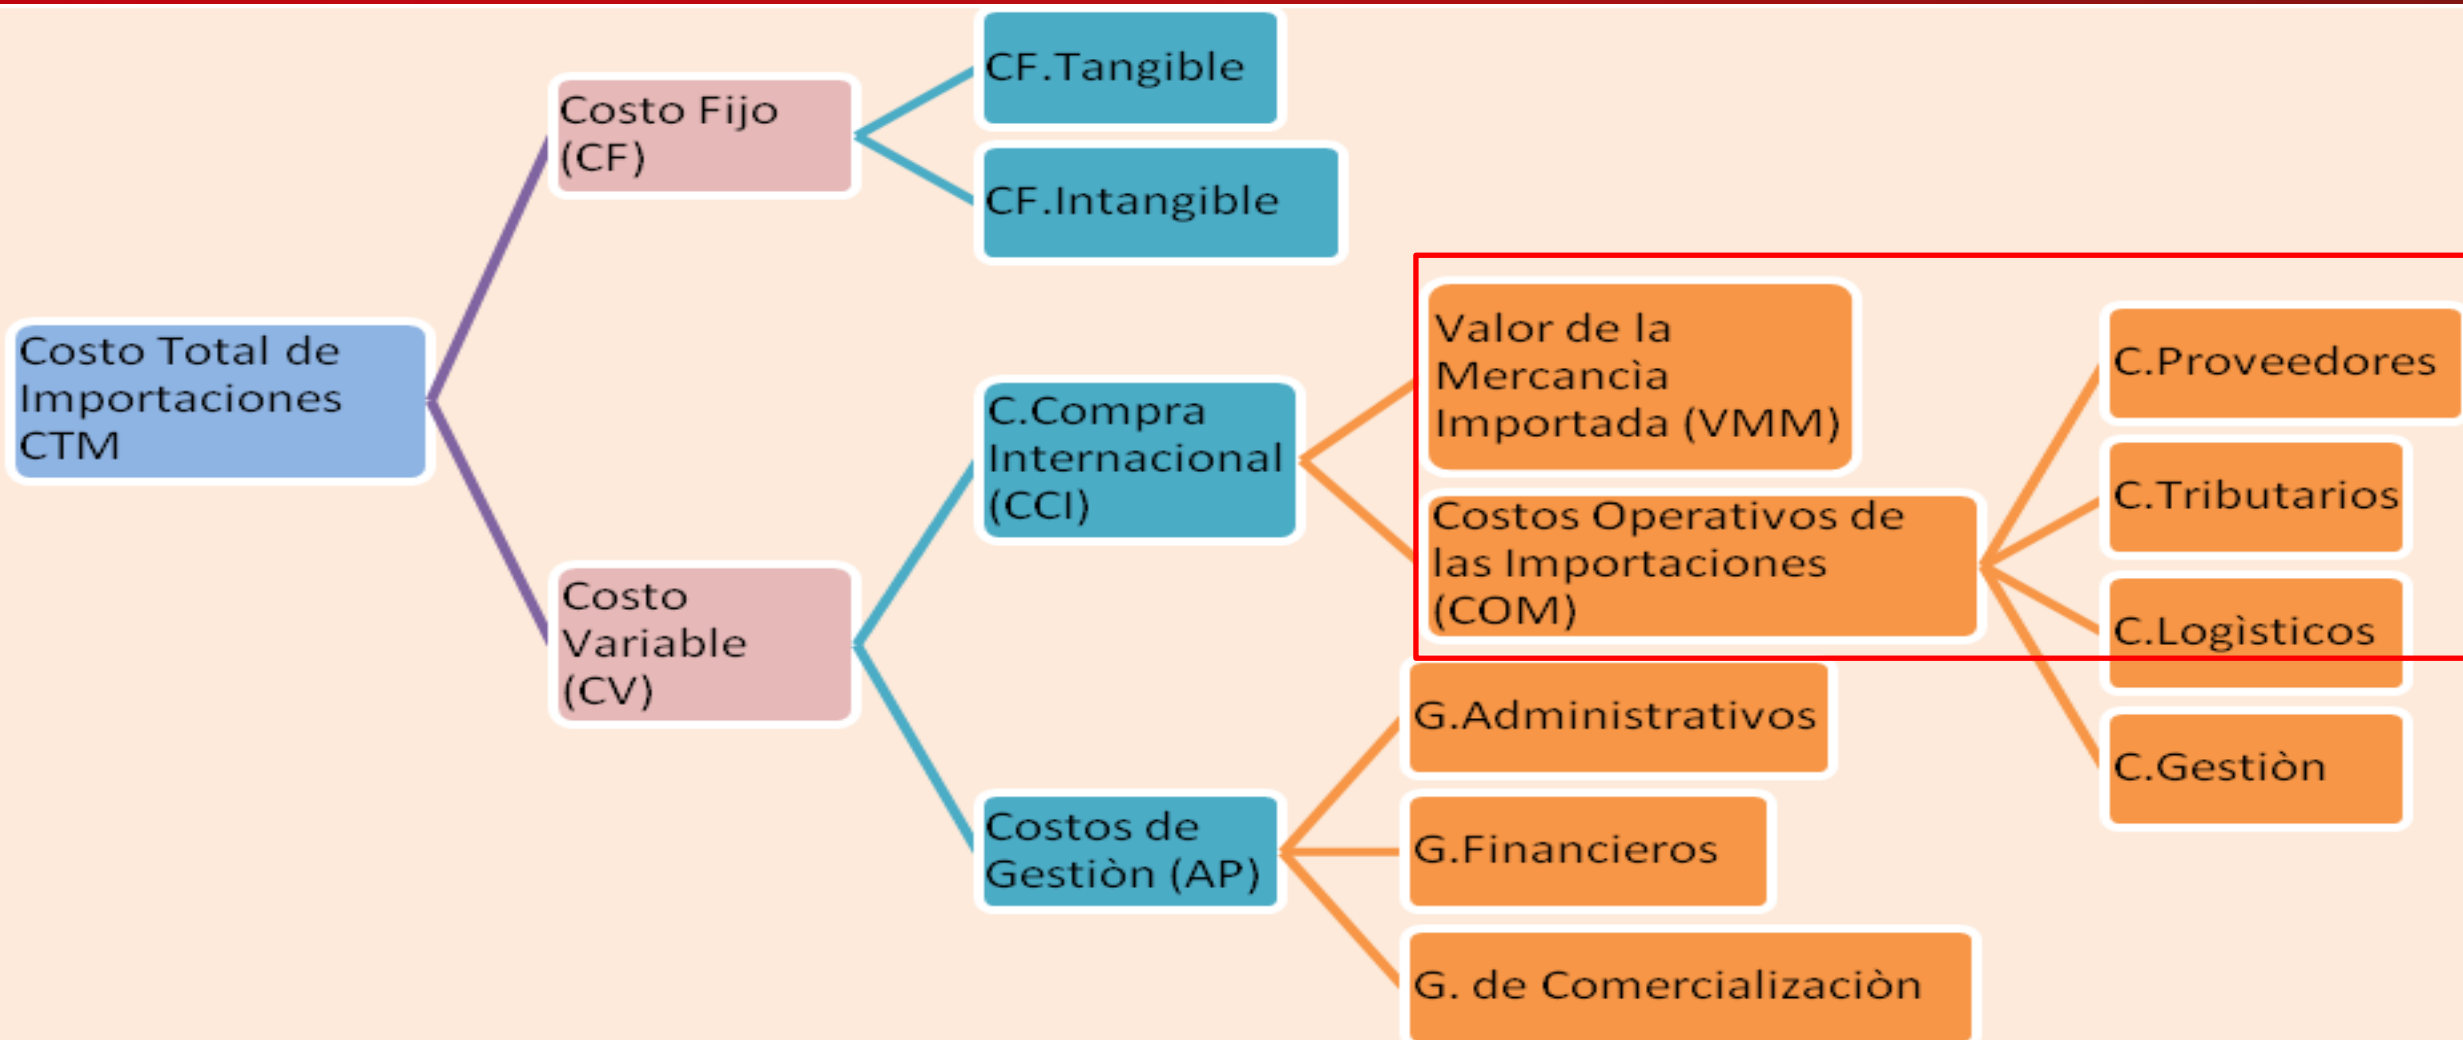 CF.Tangible
Costo Fijo
(CF)
CF.Intangible
Costo Total de
Importaciones
CTM
Valor de la
Mercancìa
Importada (VMM)
C.Compra
Internacional
(CCI)
Costos Operativos de
las Importaciones
(COM)
C.Proveedores
C.Tributarios
C.Logìsticos
C.Gestiòn
Costo
Variable
(CV)
G.Administrativos
Costos de
Gestiòn (AP)
G.Financieros
G. de Comercializaciòn